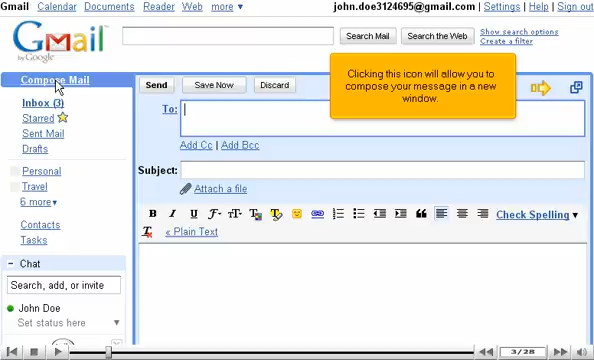 Gmail Calendar Documents Reader Web more ▼ john.doe3124695@gmail.com | Settings | Help | Sign out
Gmail by Google Search Mail Search the Web Show search options
Create a filter
Compose Mail
Send Save Now Discard
Clicking this icon will allow you to
compose your message in a new
window.
Inbox (3)
Starred
Sent Mail
Drafts
To:
Add Cc | Add Bcc
Personal
Travel
6 more ▼
Subject:
Attach a file
Contacts
Tasks
B I U Check Spelling ▼
« Plain Text
− Chat
Search, add, or invite
John Doe
Set status here ▼
3/28